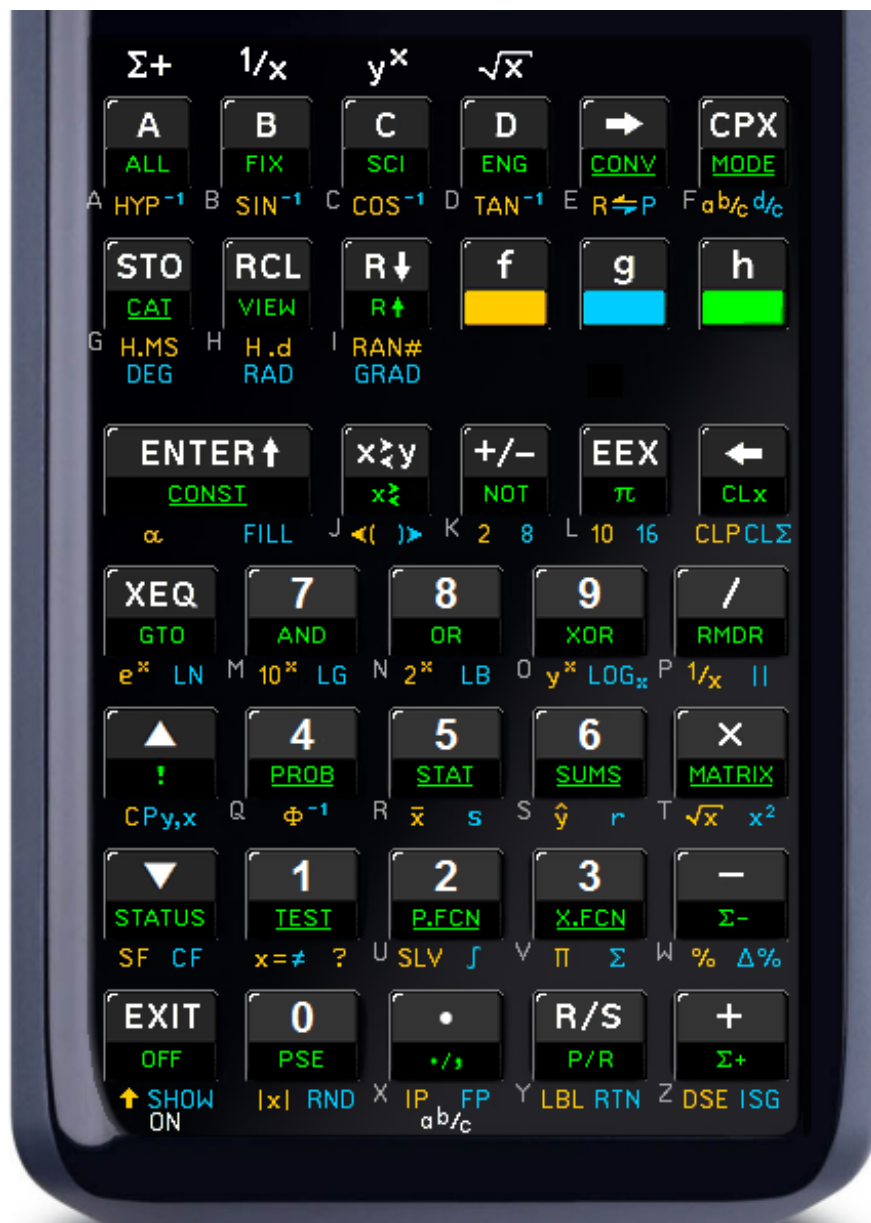 Σ+ 1/x yˣ √x
A B C D ➡ CPX
ALL FIX SCI ENG CONV MODE
A HYP⁻¹ B SIN⁻¹ C COS⁻¹ D TAN⁻¹ E R⇋P F a b/c d/c
STO RCL R⬇ f g h
CAT VIEW R⬆
G H.MS H H.d I RAN#
DEG RAD GRAD
ENTER⬆ x≷y +/− EEX ⬅
CONST x≷ NOT π CLx
α FILL J ◀( )▶ K 2 8 L 10 16 CLP CLΣ
XEQ 7 8 9 /
GTO AND OR XOR RMDR
eˣ LN M 10ˣ LG N 2ˣ LB O yˣ LOGₓ P 1/x ||
▲ 4 5 6 ×
! PROB STAT SUMS MATRIX
CPy,x Q Φ⁻¹ R x̄ s S ŷ r T √x x²
▼ 1 2 3 −
STATUS TEST P.FCN X.FCN Σ−
SF CF x=≠ ? U SLV ∫ V Π Σ W % Δ%
EXIT 0 . R/S +
OFF PSE ./, P/R Σ+
⬆ SHOW |x| RND X IP FP Y LBL RTN Z DSE ISG
ON a b/c